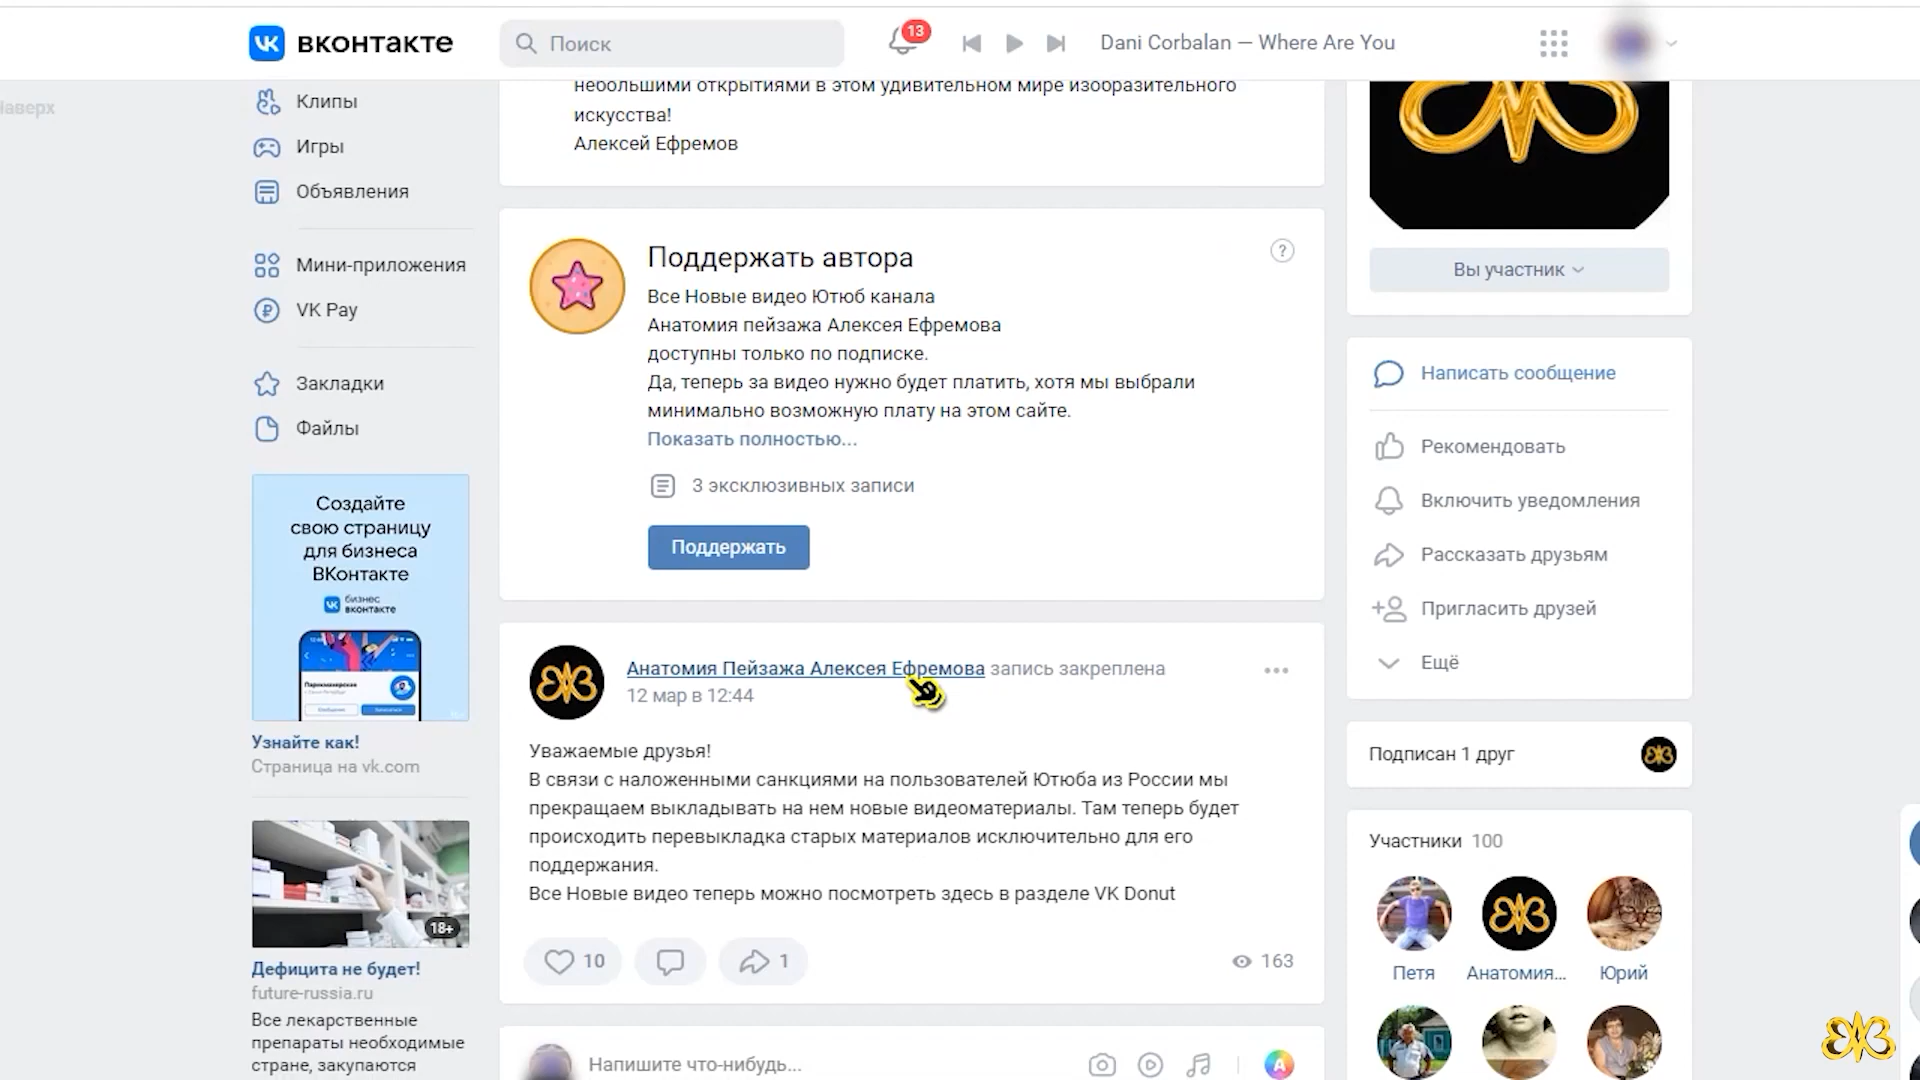 вконтакте
Поиск
13
Dani Corbalan — Where Are You
Наверх
Клипы
Игры
Объявления
Мини-приложения
VK Pay
Закладки
Файлы
Создайте
свою страницу
для бизнеса
ВКонтакте
бизнес
вконтакте
Узнайте как!
Страница на vk.com
18+
Дефицита не будет!
future-russia.ru
Все лекарственные
препараты необходимые
стране, закупаются
небольшими открытиями в этом удивительном мире изобразительного
искусства!
Алексей Ефремов
Поддержать автора
Все Новые видео Ютюб канала
Анатомия пейзажа Алексея Ефремова
доступны только по подписке.
Да, теперь за видео нужно будет платить, хотя мы выбрали
минимально возможную плату на этом сайте.
Показать полностью...
3 эксклюзивных записи
Поддержать
Анатомия Пейзажа Алексея Ефремова запись закреплена
12 мар в 12:44
Уважаемые друзья!
В связи с наложенными санкциями на пользователей Ютюба из России мы
прекращаем выкладывать на нем новые видеоматериалы. Там теперь будет
происходить перевыкладка старых материалов исключительно для его
поддержания.
Все Новые видео теперь можно посмотреть здесь в разделе VK Donut
10
1
163
Напишите что-нибудь...
Вы участник
Написать сообщение
Рекомендовать
Включить уведомления
Рассказать друзьям
Пригласить друзей
Ещё
Подписан 1 друг
Участники 100
Петя
Анатомия...
Юрий